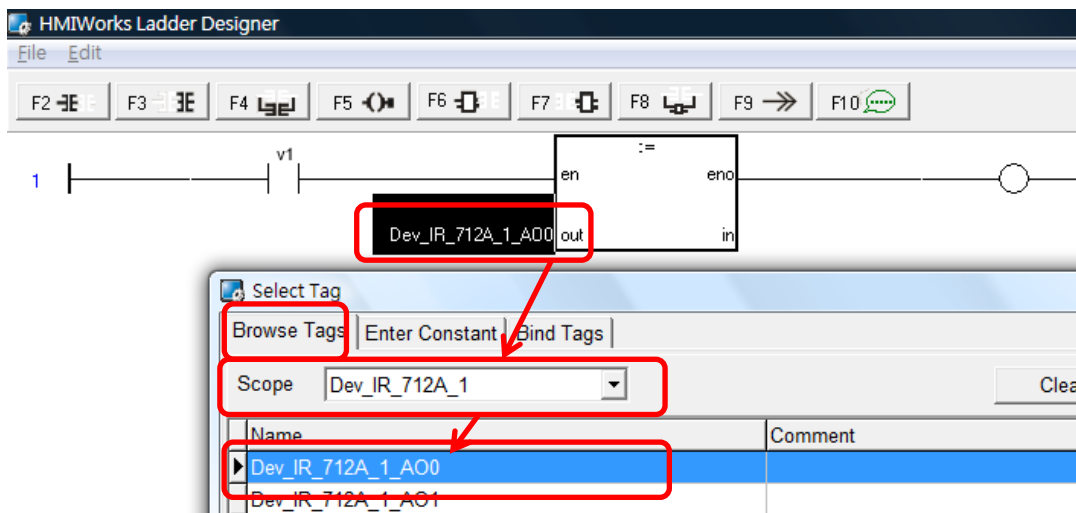 HMIWorks Ladder Designer
File Edit
F2 F3 F4 F5 F6 F7 F8 F9 F10
v1 :=
1 en eno
Dev_IR_712A_1_AO0 out in
Select Tag
Browse Tags Enter Constant Bind Tags
Scope Dev_IR_712A_1
Name Comment
Dev_IR_712A_1_AO0
Dev_IR_712A_1_AO1